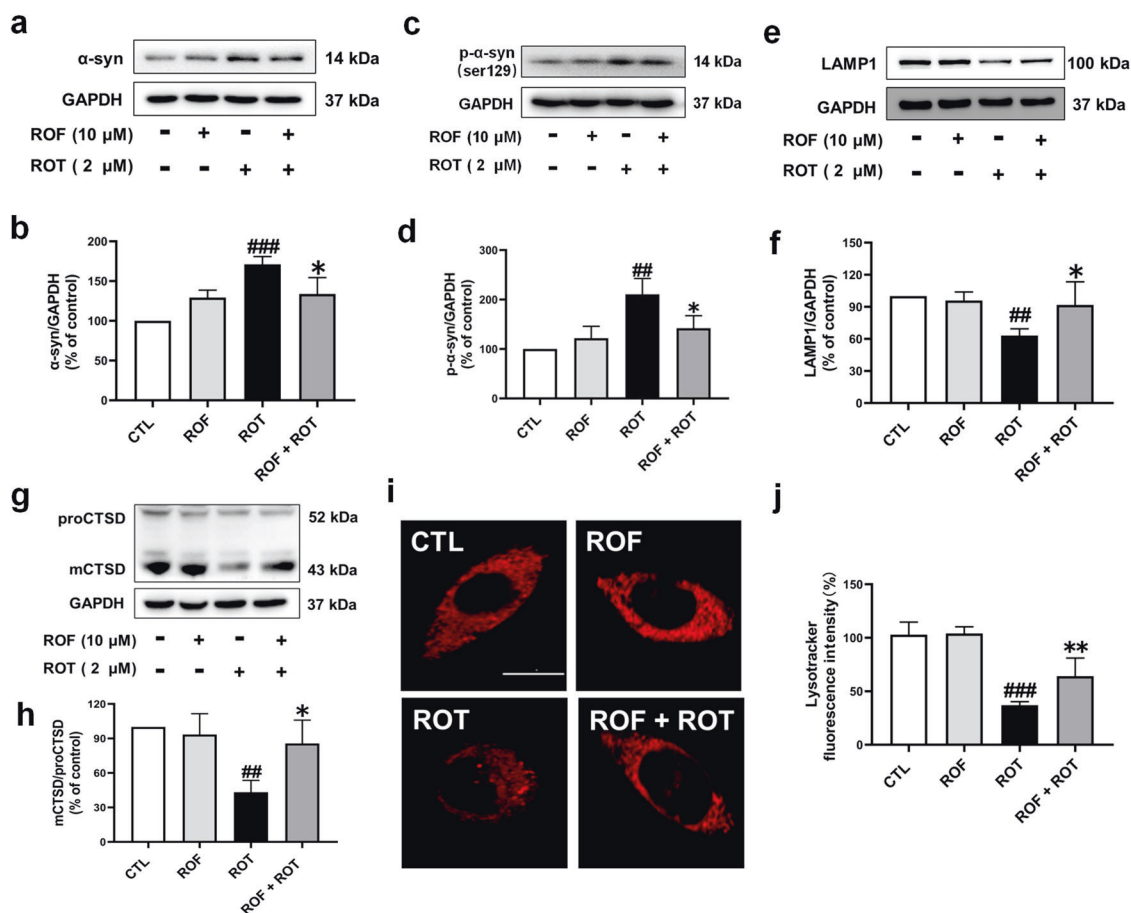 a
α-syn
14 kDa
GAPDH
37 kDa
ROF (10 μM) - + - +
ROT ( 2 μM) - - + +
c
p-α-syn
(ser129)
14 kDa
GAPDH
37 kDa
ROF (10 μM) - + - +
ROT ( 2 μM) - - + +
e
LAMP1
100 kDa
GAPDH
37 kDa
ROF (10 μM) - + - +
ROT ( 2 μM) - - + +
b
α-syn/GAPDH
(% of control)
200
150
100
50
0
###
*
CTL ROF ROT ROF + ROT
d
p-α-syn/GAPDH
(% of control)
300
200
100
0
##
*
CTL ROF ROT ROF + ROT
f
LAMP1/GAPDH
(% of control)
150
120
90
60
30
0
##
*
CTL ROF ROT ROF + ROT
g
proCTSD
52 kDa
mCTSD
43 kDa
GAPDH
37 kDa
ROF (10 μM) - + - +
ROT ( 2 μM) - - + +
h
mCTSD/proCTSD
(% of control)
120
90
60
30
0
##
*
CTL ROF ROT ROF + ROT
i
CTL
ROF
ROT
ROF + ROT
j
Lysotracker
fluorescence intensity (%)
150
100
50
0
###
**
CTL ROF ROT ROF + ROT